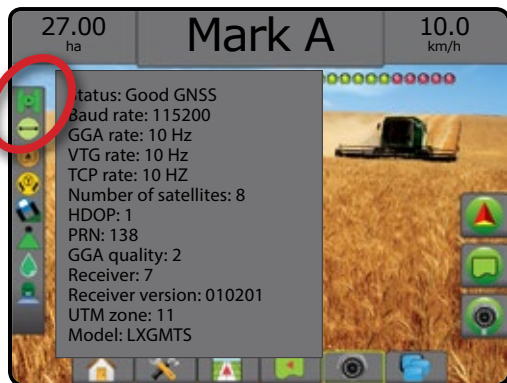 27.00
ha
Mark A
10.0
km/h
Status: Good GNSS
Baud rate: 115200
GGA rate: 10 Hz
VTG rate: 10 Hz
TCP rate: 10 HZ
Number of satellites: 8
HDOP: 1
PRN: 138
GGA quality: 2
Receiver: 7
Receiver version: 010201
UTM zone: 11
Model: LXGMTS